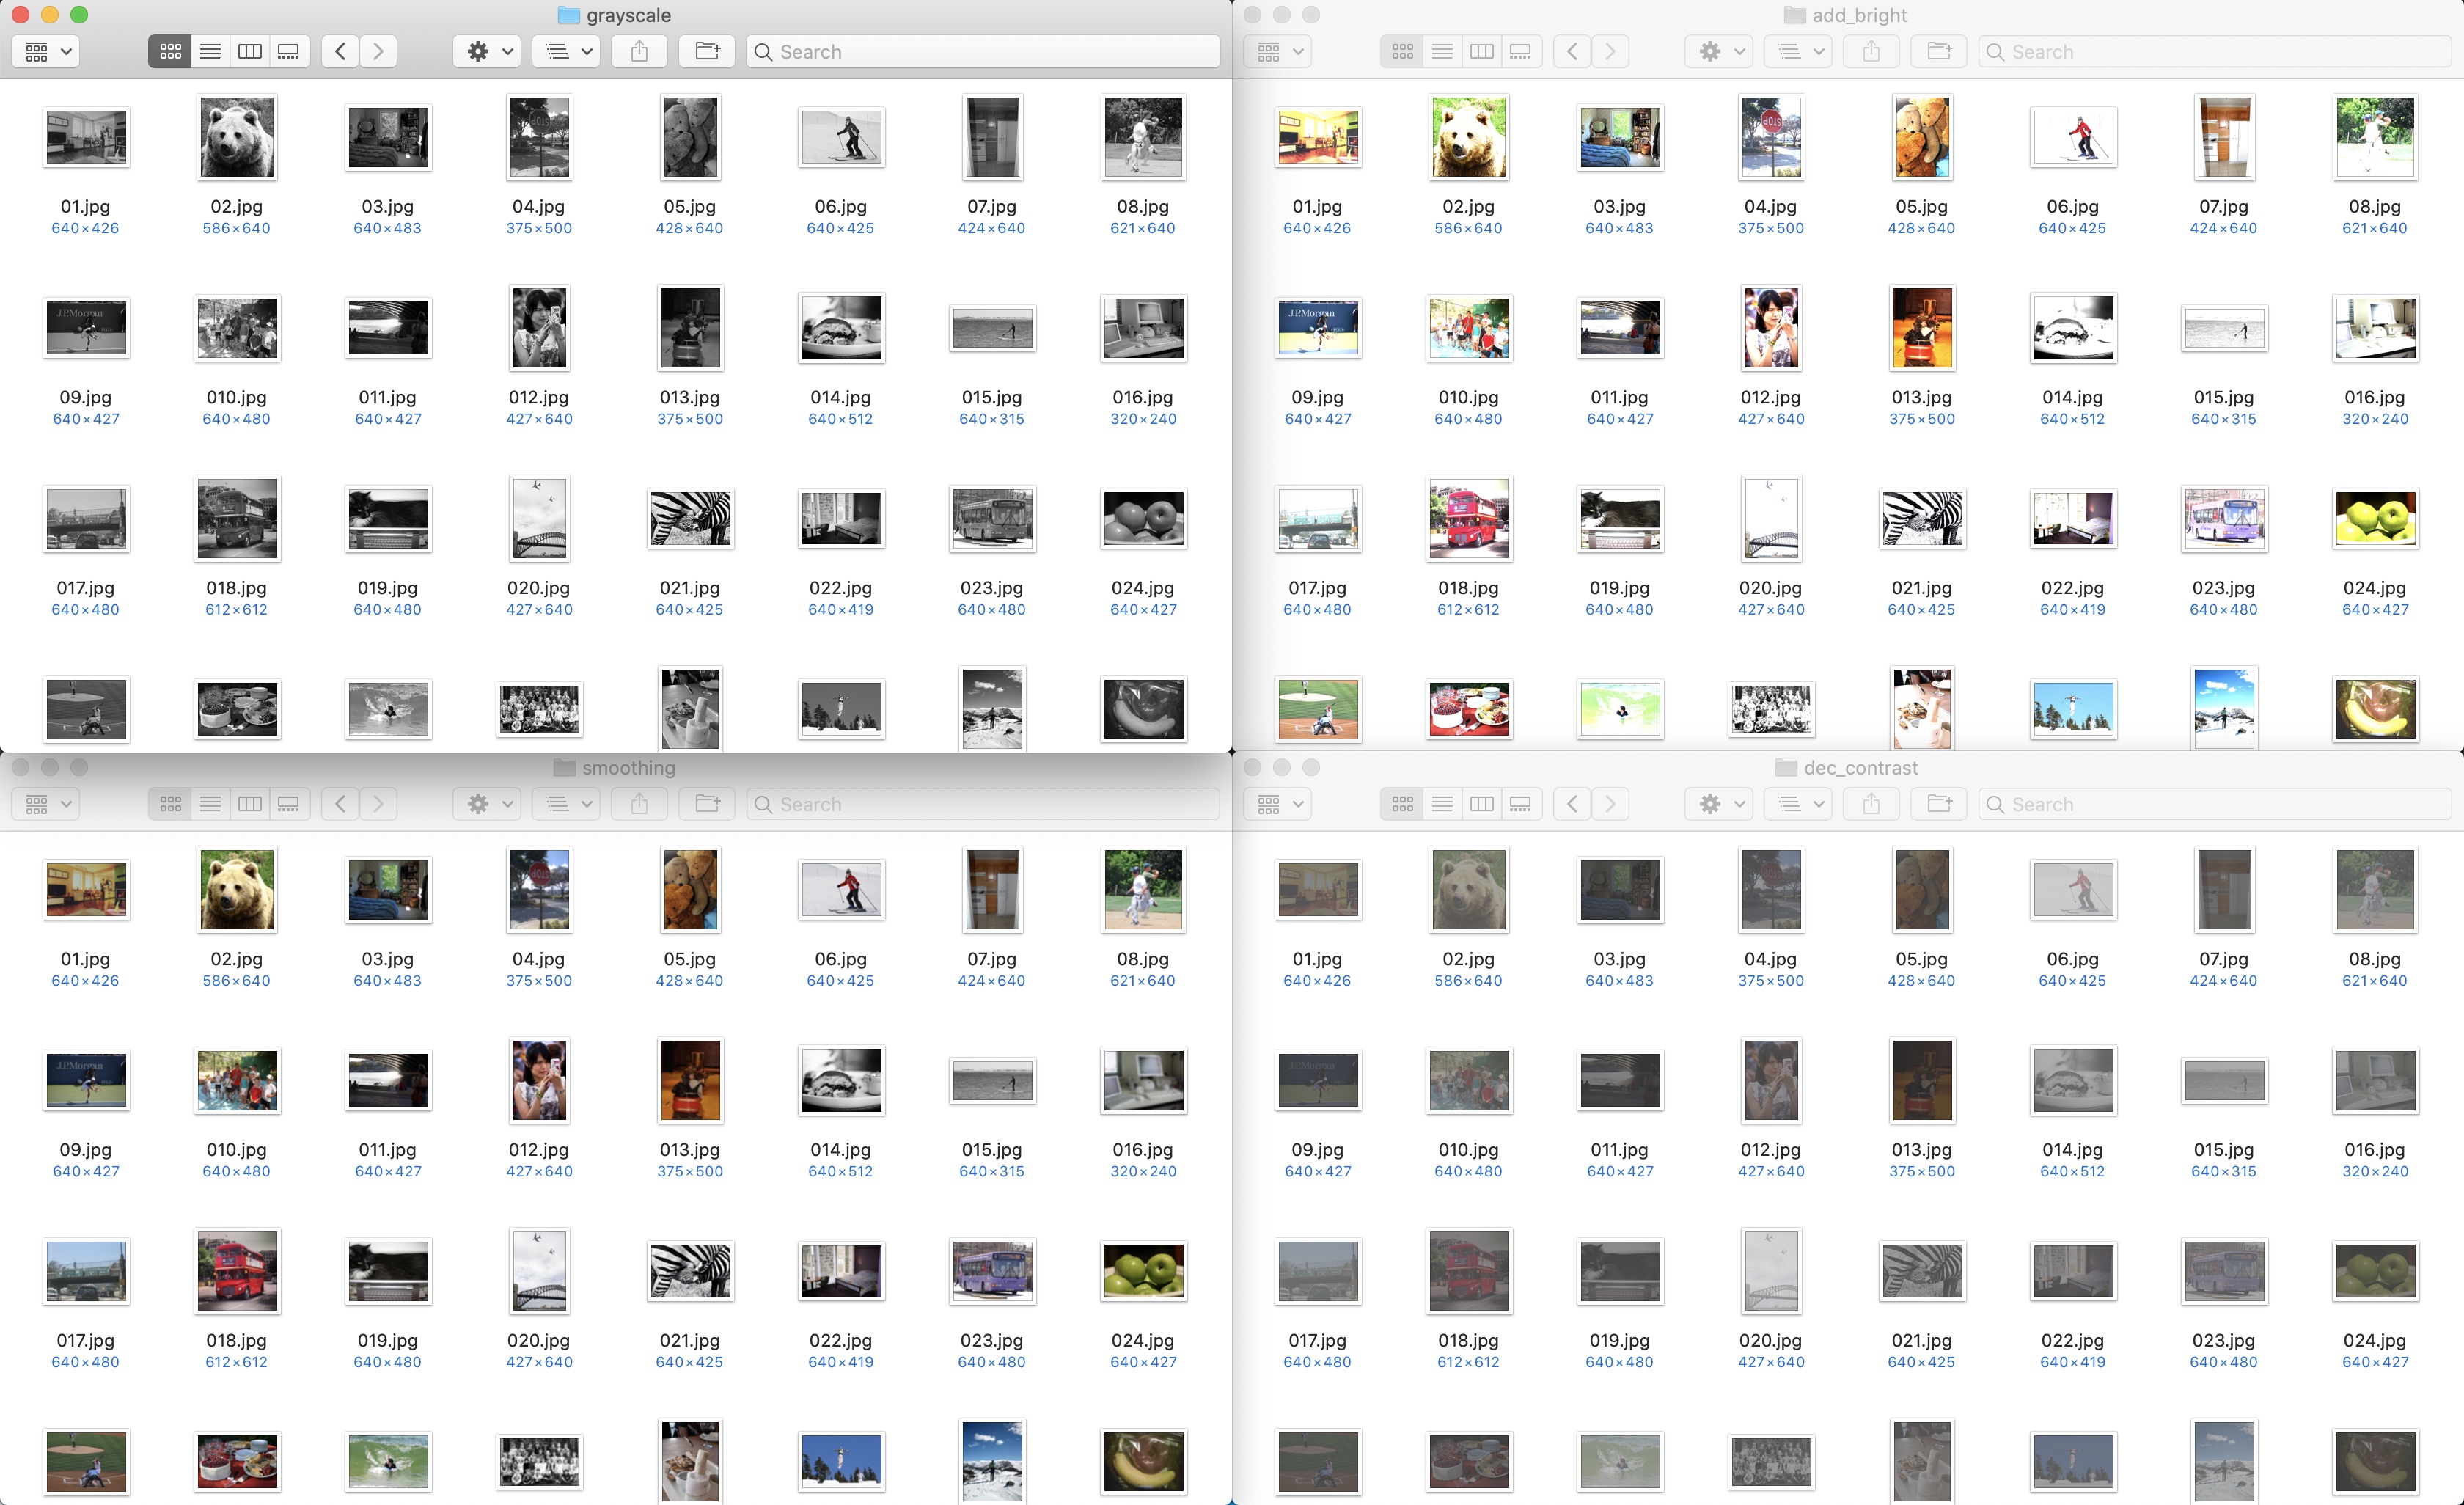 grayscale
Search
01.jpg 02.jpg 03.jpg 04.jpg 05.jpg 06.jpg 07.jpg 08.jpg
640×426 586×640 640×483 375×500 428×640 640×425 424×640 621×640
J.P.Morgan
09.jpg 010.jpg 011.jpg 012.jpg 013.jpg 014.jpg 015.jpg 016.jpg
640×427 640×480 640×427 427×640 375×500 640×512 640×315 320×240
017.jpg 018.jpg 019.jpg 020.jpg 021.jpg 022.jpg 023.jpg 024.jpg
640×480 612×612 640×480 427×640 640×425 640×419 640×480 640×427
add_bright
Search
STOP
01.jpg 02.jpg 03.jpg 04.jpg 05.jpg 06.jpg 07.jpg 08.jpg
640×426 586×640 640×483 375×500 428×640 640×425 424×640 621×640
J.P.Morgan
09.jpg 010.jpg 011.jpg 012.jpg 013.jpg 014.jpg 015.jpg 016.jpg
640×427 640×480 640×427 427×640 375×500 640×512 640×315 320×240
017.jpg 018.jpg 019.jpg 020.jpg 021.jpg 022.jpg 023.jpg 024.jpg
640×480 612×612 640×480 427×640 640×425 640×419 640×480 640×427
smoothing
Search
STOP
01.jpg 02.jpg 03.jpg 04.jpg 05.jpg 06.jpg 07.jpg 08.jpg
640×426 586×640 640×483 375×500 428×640 640×425 424×640 621×640
J.P.Morgan
09.jpg 010.jpg 011.jpg 012.jpg 013.jpg 014.jpg 015.jpg 016.jpg
640×427 640×480 640×427 427×640 375×500 640×512 640×315 320×240
017.jpg 018.jpg 019.jpg 020.jpg 021.jpg 022.jpg 023.jpg 024.jpg
640×480 612×612 640×480 427×640 640×425 640×419 640×480 640×427
dec_contrast
Search
STOP
01.jpg 02.jpg 03.jpg 04.jpg 05.jpg 06.jpg 07.jpg 08.jpg
640×426 586×640 640×483 375×500 428×640 640×425 424×640 621×640
J.P.Morgan
09.jpg 010.jpg 011.jpg 012.jpg 013.jpg 014.jpg 015.jpg 016.jpg
640×427 640×480 640×427 427×640 375×500 640×512 640×315 320×240
017.jpg 018.jpg 019.jpg 020.jpg 021.jpg 022.jpg 023.jpg 024.jpg
640×480 612×612 640×480 427×640 640×425 640×419 640×480 640×427